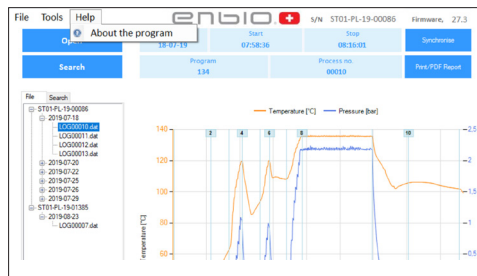 File Tools Help
enbio
S/N ST01-PL-19-00086 Firmware, 27.3
About the program
Start
Stop
18-07-19
07:58:36
08:16:01
Synchronise
Search
Program
134
Process no.
00010
Print/PDF Report
File Search
ST01-PL-19-00086
2019-07-18
LOG00010.dat
LOG00011.dat
LOG00012.dat
LOG00013.dat
2019-07-20
2019-07-22
2019-07-25
2019-07-26
2019-07-29
ST01-PL-19-01385
2019-08-23
LOG00007.dat
Temperature [°C] Pressure [bar]
140
120
100
80
60
2 4 6 8 10
2.5
2
1.5
1
0.5